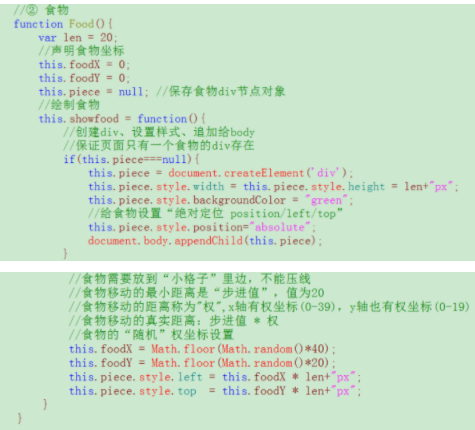 //② 食物
function Food(){
var len = 20;
//声明食物坐标
this.foodX = 0;
this.foodY = 0;
this.piece = null; //保存食物div节点对象
//绘制食物
this.showfood = function(){
//创建div、设置样式、追加给body
//保证页面只有一个食物的div存在
if(this.piece===null){
this.piece = document.createElement('div');
this.piece.style.width = this.piece.style.height = len+"px";
this.piece.style.backgroundColor = "green";
//给食物设置“绝对定位 position/left/top”
this.piece.style.position="absolute";
document.body.appendChild(this.piece);
}
//食物需要放到“小格子”里边，不能压线
//食物移动的最小距离是“步进值”，值为20
//食物移动的距离称为"权",x轴有权坐标(0-39)，y轴也有权坐标(0-19)
//食物移动的真实距离：步进值 * 权
//食物的“随机”权坐标设置
this.foodX = Math.floor(Math.random()*40);
this.foodY = Math.floor(Math.random()*20);
this.piece.style.left = this.foodX * len+"px";
this.piece.style.top = this.foodY * len+"px";
}
}